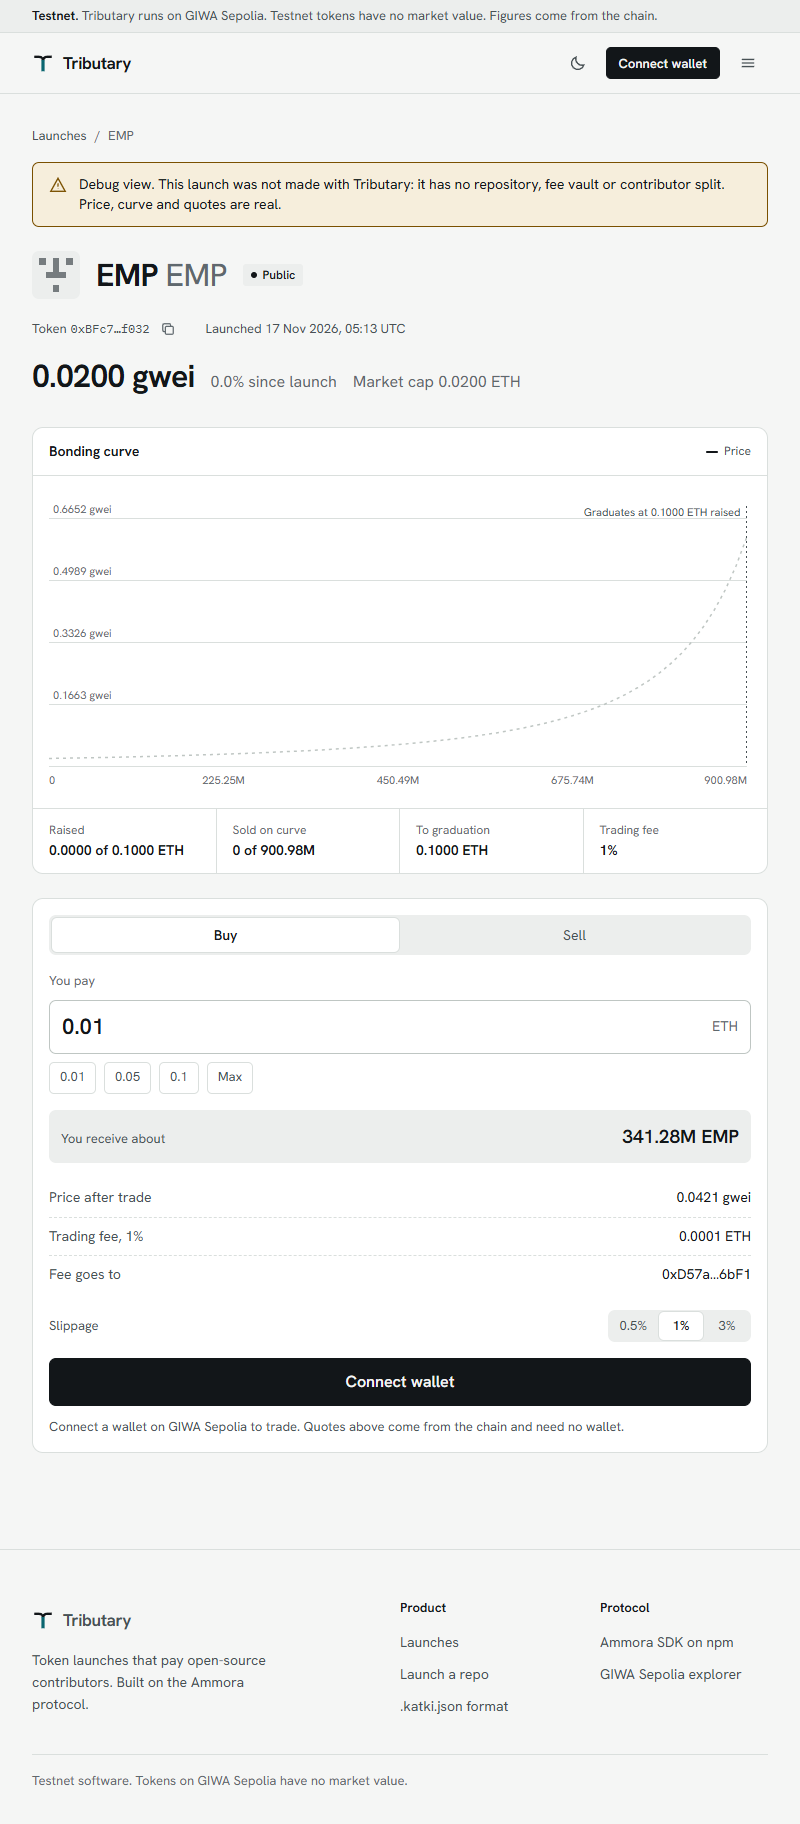 Testnet. Tributary runs on GIWA Sepolia. Testnet tokens have no market value. Figures come from the chain.
Tributary
Connect wallet
Launches / EMP
Debug view. This launch was not made with Tributary: it has no repository, fee vault or contributor split.
Price, curve and quotes are real.
EMP EMP
Public
Token 0xBFc7…f032
Launched 17 Nov 2026, 05:13 UTC
0.0200 gwei 0.0% since launch Market cap 0.0200 ETH
Bonding curve
Price
0.6652 gwei
Graduates at 0.1000 ETH raised
0.4989 gwei
0.3326 gwei
0.1663 gwei
0 225.25M 450.49M 675.74M 900.98M
Raised
0.0000 of 0.1000 ETH
Sold on curve
0 of 900.98M
To graduation
0.1000 ETH
Trading fee
1%
Buy
Sell
You pay
0.01 ETH
0.01 0.05 0.1 Max
You receive about 341.28M EMP
Price after trade 0.0421 gwei
Trading fee, 1% 0.0001 ETH
Fee goes to 0xD57a…6bF1
Slippage 0.5% 1% 3%
Connect wallet
Connect a wallet on GIWA Sepolia to trade. Quotes above come from the chain and need no wallet.
Tributary
Token launches that pay open-source
contributors. Built on the Ammora
protocol.
Product
Launches
Launch a repo
.katki.json format
Protocol
Ammora SDK on npm
GIWA Sepolia explorer
Testnet software. Tokens on GIWA Sepolia have no market value.